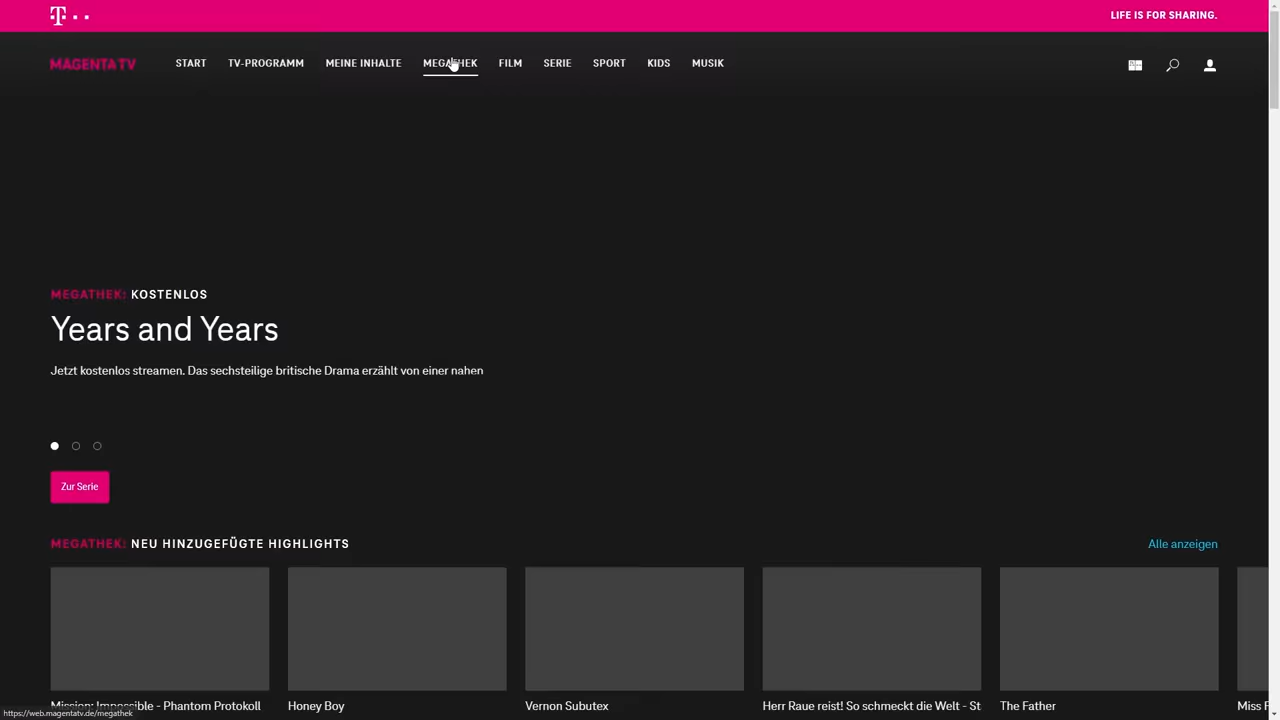 LIFE IS FOR SHARING.
MAGENTA TV
START
TV-PROGRAMM
MEINE INHALTE
MEGATHEK
FILM
SERIE
SPORT
KIDS
MUSIK
MEGATHEK: KOSTENLOS
Years and Years
Jetzt kostenlos streamen. Das sechsteilige britische Drama erzählt von einer nahen
Zur Serie
MEGATHEK: NEU HINZUGEFÜGTE HIGHLIGHTS
Alle anzeigen
Mission: Impossible - Phantom Protokoll
Honey Boy
Vernon Subutex
Herr Raue reist! So schmeckt die Welt - St
The Father
Miss F
https://web.magentatv.de/megathek